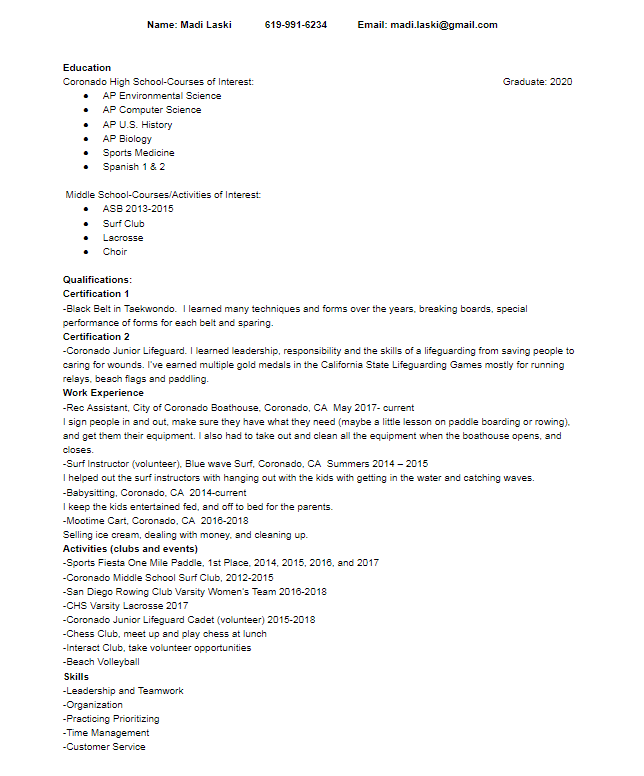 Name: Madi Laski 619-991-6234 Email: madi.laski@gmail.com
Education
Coronado High School-Courses of Interest: Graduate: 2020
• AP Environmental Science
• AP Computer Science
• AP U.S. History
• AP Biology
• Sports Medicine
• Spanish 1 & 2
Middle School-Courses/Activities of Interest:
• ASB 2013-2015
• Surf Club
• Lacrosse
• Choir
Qualifications:
Certification 1
-Black Belt in Taekwondo. I learned many techniques and forms over the years, breaking boards, special
performance of forms for each belt and sparing.
Certification 2
-Coronado Junior Lifeguard. I learned leadership, responsibility and the skills of a lifeguarding from saving people to
caring for wounds. I've earned multiple gold medals in the California State Lifeguarding Games mostly for running
relays, beach flags and paddling.
Work Experience
-Rec Assistant, City of Coronado Boathouse, Coronado, CA May 2017- current
I sign people in and out, make sure they have what they need (maybe a little lesson on paddle boarding or rowing),
and get them their equipment. I also had to take out and clean all the equipment when the boathouse opens, and
closes.
-Surf Instructor (volunteer), Blue wave Surf, Coronado, CA Summers 2014 – 2015
I helped out the surf instructors with hanging out with the kids with getting in the water and catching waves.
-Babysitting, Coronado, CA 2014-current
I keep the kids entertained fed, and off to bed for the parents.
-Mootime Cart, Coronado, CA 2016-2018
Selling ice cream, dealing with money, and cleaning up.
Activities (clubs and events)
-Sports Fiesta One Mile Paddle, 1st Place, 2014, 2015, 2016, and 2017
-Coronado Middle School Surf Club, 2012-2015
-San Diego Rowing Club Varsity Women's Team 2016-2018
-CHS Varsity Lacrosse 2017
-Coronado Junior Lifeguard Cadet (volunteer) 2015-2018
-Chess Club, meet up and play chess at lunch
-Interact Club, take volunteer opportunities
-Beach Volleyball
Skills
-Leadership and Teamwork
-Organization
-Practicing Prioritizing
-Time Management
-Customer Service